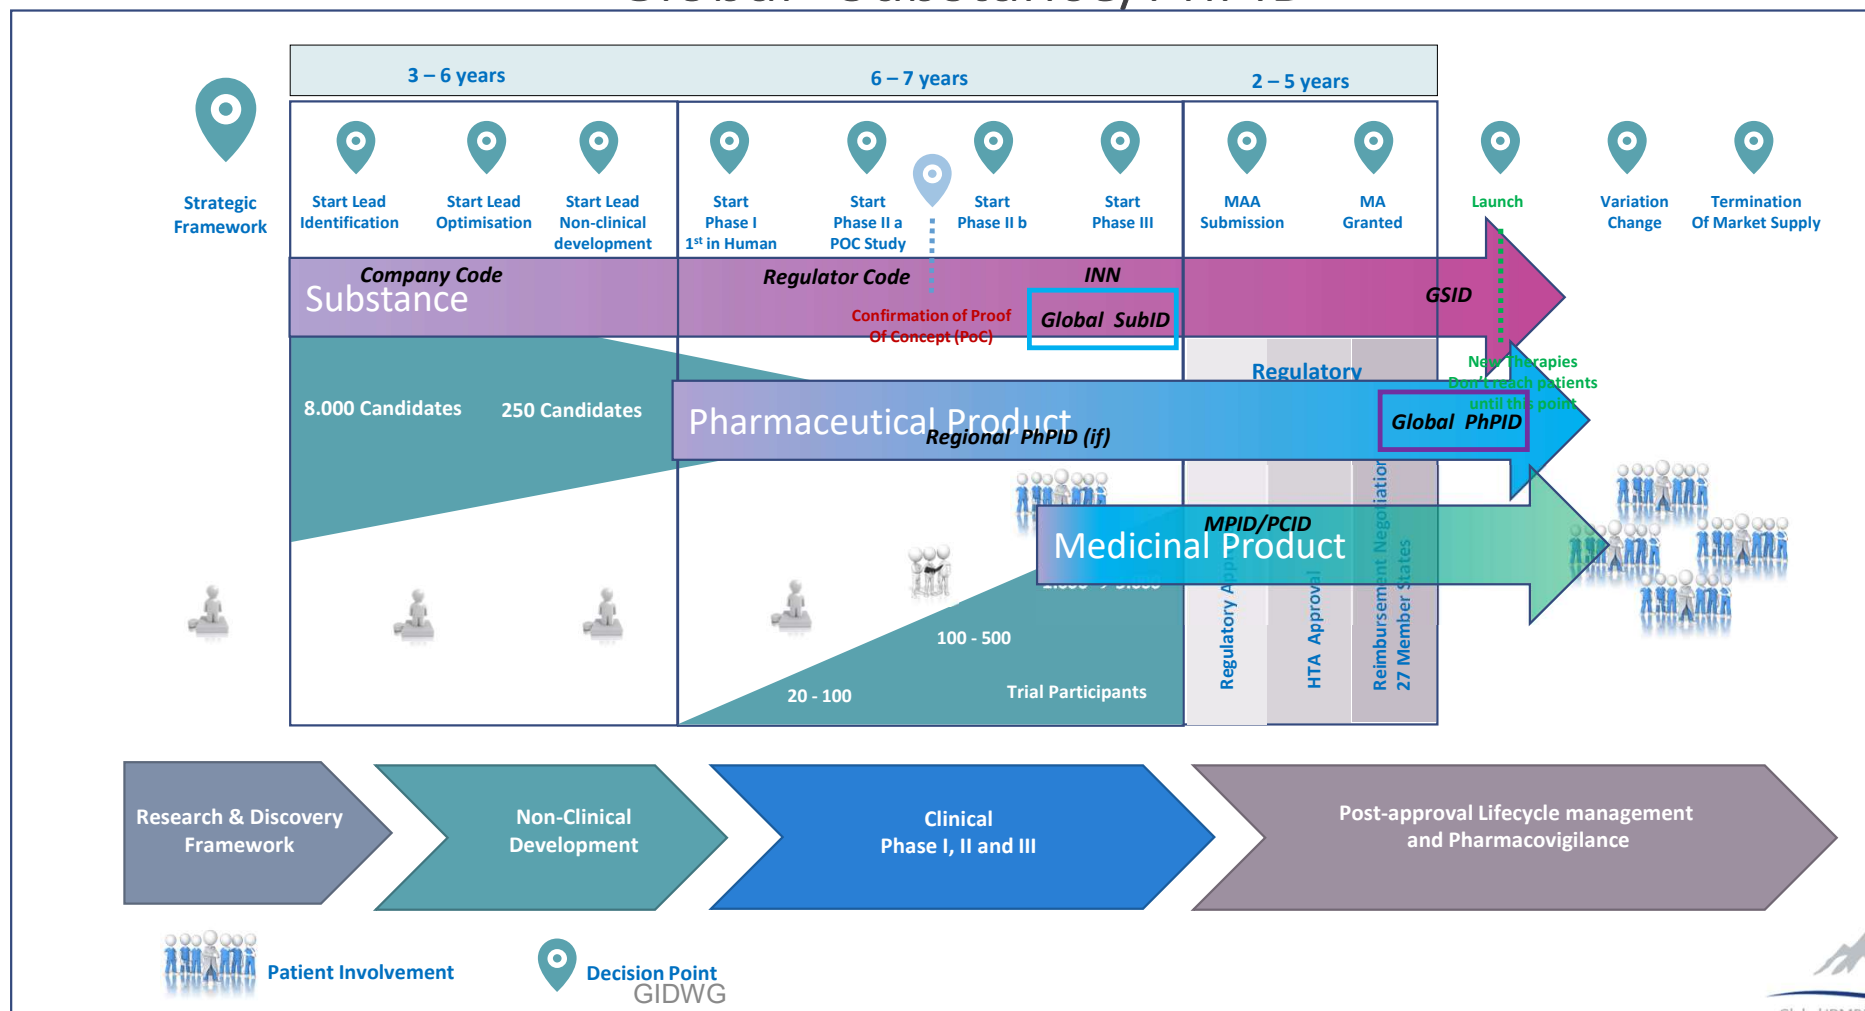 3 – 6 years
6 – 7 years
2 – 5 years
Strategic
Framework
Start Lead
Identification
Start Lead
Optimisation
Start Lead
Non-clinical
development
Start
Phase I
1st in Human
Start
Phase II a
POC Study
Start
Phase II b
Start
Phase III
MAA
Submission
MA
Granted
Launch
Variation
Change
Termination
Of Market Supply
Company Code
Regulator Code
INN
Substance
GSID
Confirmation of Proof
Of Concept (PoC)
Global SubID
New Therapies
Don't reach patients
until this point
Regulatory
8.000 Candidates
250 Candidates
Pharmaceutical Product
Regional PhPID (if)
Global PhPID
MPID/PCID
Medicinal Product
100 - 500
20 - 100
Trial Participants
Regulatory
HTA Approval
Reimbursement Negotiation
27 Member States
Research & Discovery
Framework
Non-Clinical
Development
Clinical
Phase I, II and III
Post-approval Lifecycle management
and Pharmacovigilance
Patient Involvement
Decision Point
GIDWG